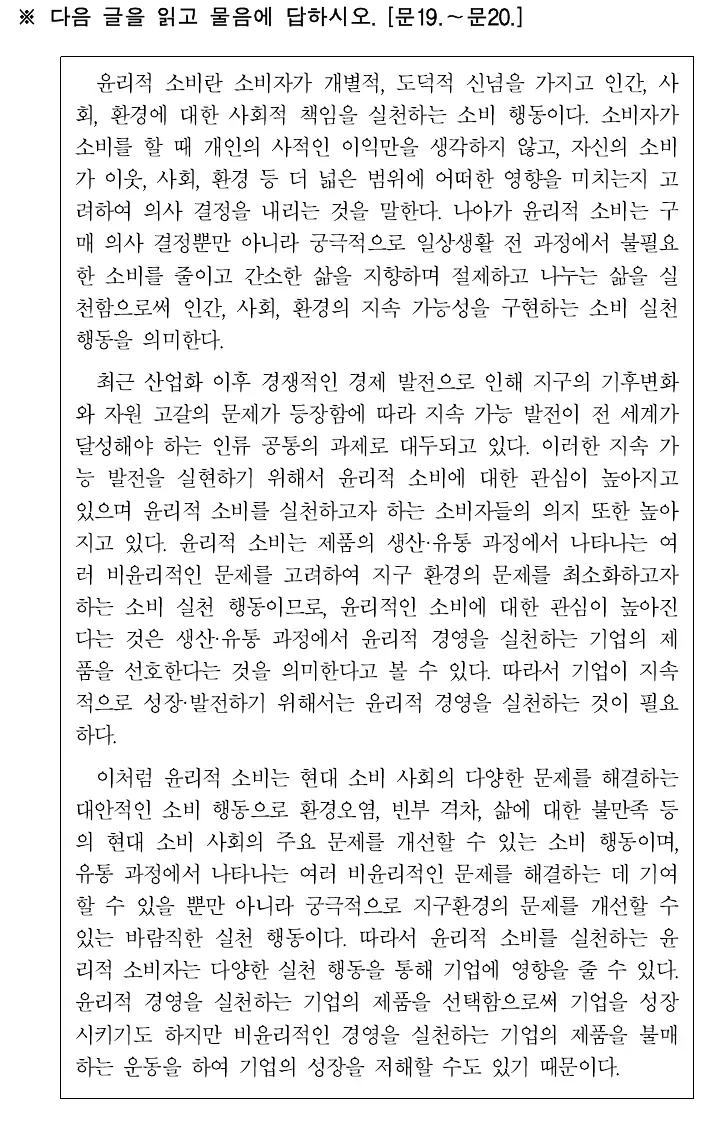 ※ 다음 글을 읽고 물음에 답하시오. [문19.~문20.]
윤리적 소비란 소비자가 개별적, 도덕적 신념을 가지고 인간, 사
회, 환경에 대한 사회적 책임을 실천하는 소비 행동이다. 소비자가
소비를 할 때 개인의 사적인 이익만을 생각하지 않고, 자신의 소비
가 이웃, 사회, 환경 등 더 넓은 범위에 어떠한 영향을 미치는지 고
려하여 의사 결정을 내리는 것을 말한다. 나아가 윤리적 소비는 구
매 의사 결정뿐만 아니라 궁극적으로 일상생활 전 과정에서 불필요
한 소비를 줄이고 간소한 삶을 지향하며 절제하고 나누는 삶을 실
천함으로써 인간, 사회, 환경의 지속 가능성을 구현하는 소비 실천
행동을 의미한다.
최근 산업화 이후 경쟁적인 경제 발전으로 인해 지구의 기후변화
와 자원 고갈의 문제가 등장함에 따라 지속 가능 발전이 전 세계가
달성해야 하는 인류 공통의 과제로 대두되고 있다. 이러한 지속 가
능 발전을 실현하기 위해서 윤리적 소비에 대한 관심이 높아지고
있으며 윤리적 소비를 실천하고자 하는 소비자들의 의지 또한 높아
지고 있다. 윤리적 소비는 제품의 생산·유통 과정에서 나타나는 여
러 비윤리적인 문제를 고려하여 지구 환경의 문제를 최소화하고자
하는 소비 실천 행동이므로, 윤리적인 소비에 대한 관심이 높아진
다는 것은 생산·유통 과정에서 윤리적 경영을 실천하는 기업의 제
품을 선호한다는 것을 의미한다고 볼 수 있다. 따라서 기업이 지속
적으로 성장·발전하기 위해서는 윤리적 경영을 실천하는 것이 필요
하다.
이처럼 윤리적 소비는 현대 소비 사회의 다양한 문제를 해결하는
대안적인 소비 행동으로 환경오염, 빈부 격차, 삶에 대한 불만족 등
의 현대 소비 사회의 주요 문제를 개선할 수 있는 소비 행동이며,
유통 과정에서 나타나는 여러 비윤리적인 문제를 해결하는 데 기여
할 수 있을 뿐만 아니라 궁극적으로 지구환경의 문제를 개선할 수
있는 바람직한 실천 행동이다. 따라서 윤리적 소비를 실천하는 윤
리적 소비자는 다양한 실천 행동을 통해 기업에 영향을 줄 수 있다.
윤리적 경영을 실천하는 기업의 제품을 선택함으로써 기업을 성장
시키기도 하지만 비윤리적인 경영을 실천하는 기업의 제품을 불매
하는 운동을 하여 기업의 성장을 저해할 수도 있기 때문이다.